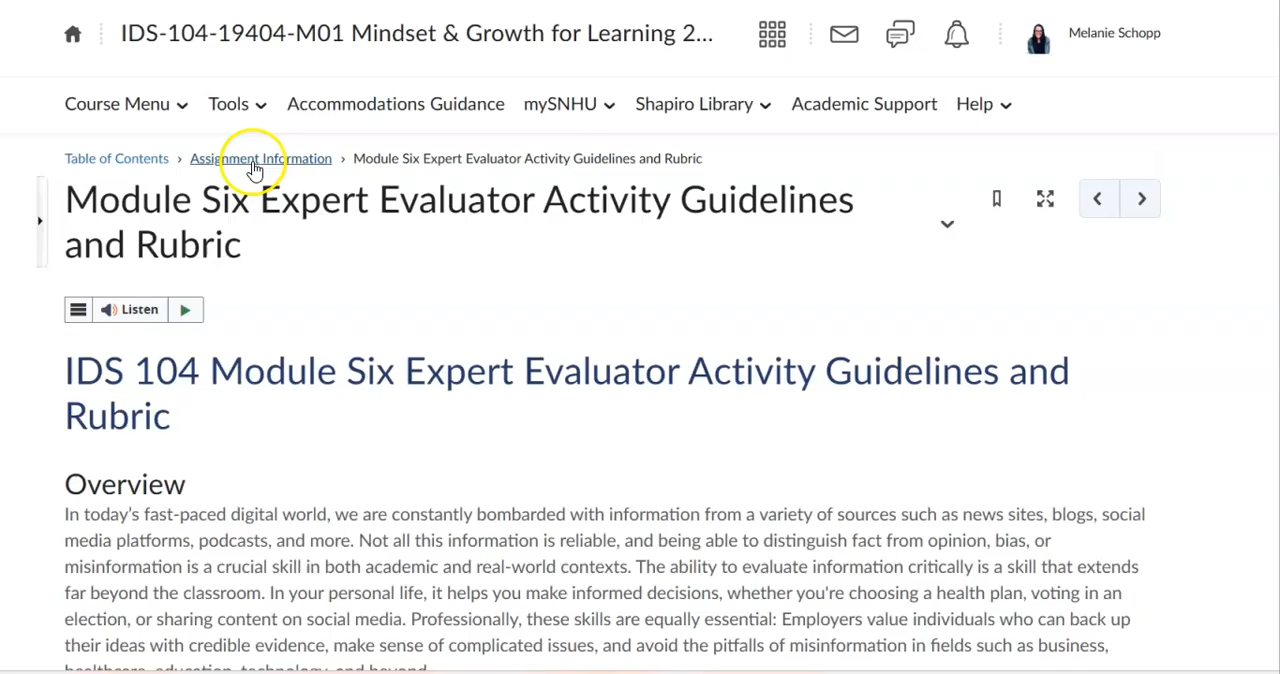 IDS-104-19404-M01 Mindset & Growth for Learning 2...
Melanie Schopp
Course Menu Tools Accommodations Guidance mySNHU Shapiro Library Academic Support Help
Table of Contents › Assignment Information › Module Six Expert Evaluator Activity Guidelines and Rubric
Module Six Expert Evaluator Activity Guidelines
and Rubric
Listen
IDS 104 Module Six Expert Evaluator Activity Guidelines and
Rubric
Overview
In today's fast-paced digital world, we are constantly bombarded with information from a variety of sources such as news sites, blogs, social
media platforms, podcasts, and more. Not all this information is reliable, and being able to distinguish fact from opinion, bias, or
misinformation is a crucial skill in both academic and real-world contexts. The ability to evaluate information critically is a skill that extends
far beyond the classroom. In your personal life, it helps you make informed decisions, whether you're choosing a health plan, voting in an
election, or sharing content on social media. Professionally, these skills are equally essential: Employers value individuals who can back up
their ideas with credible evidence, make sense of complicated issues, and avoid the pitfalls of misinformation in fields such as business,
healthcare, education, technology, and beyond.